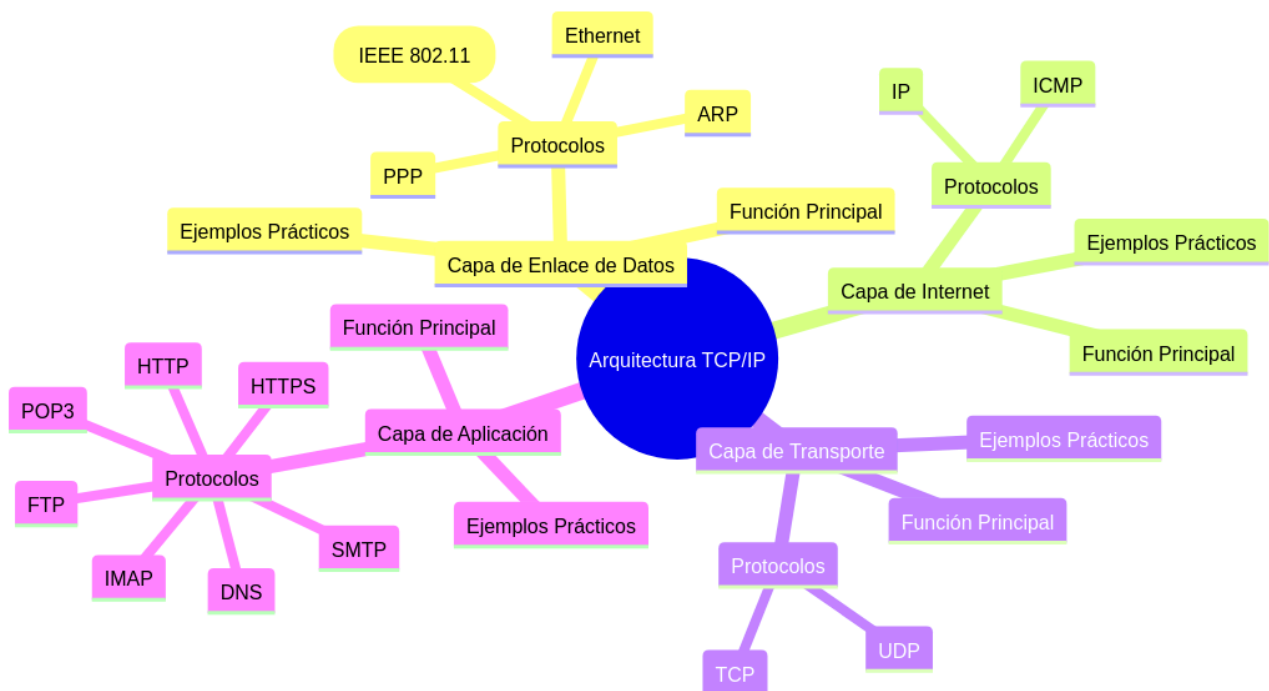 Arquitectura TCP/IP
Capa de Enlace de Datos
Protocolos
IEEE 802.11
Ethernet
ARP
PPP
Ejemplos Prácticos
Función Principal
Capa de Internet
Protocolos
IP
ICMP
Ejemplos Prácticos
Función Principal
Capa de Transporte
Ejemplos Prácticos
Función Principal
Protocolos
TCP
UDP
Capa de Aplicación
Función Principal
Protocolos
HTTP
HTTPS
POP3
FTP
IMAP
DNS
SMTP
Ejemplos Prácticos